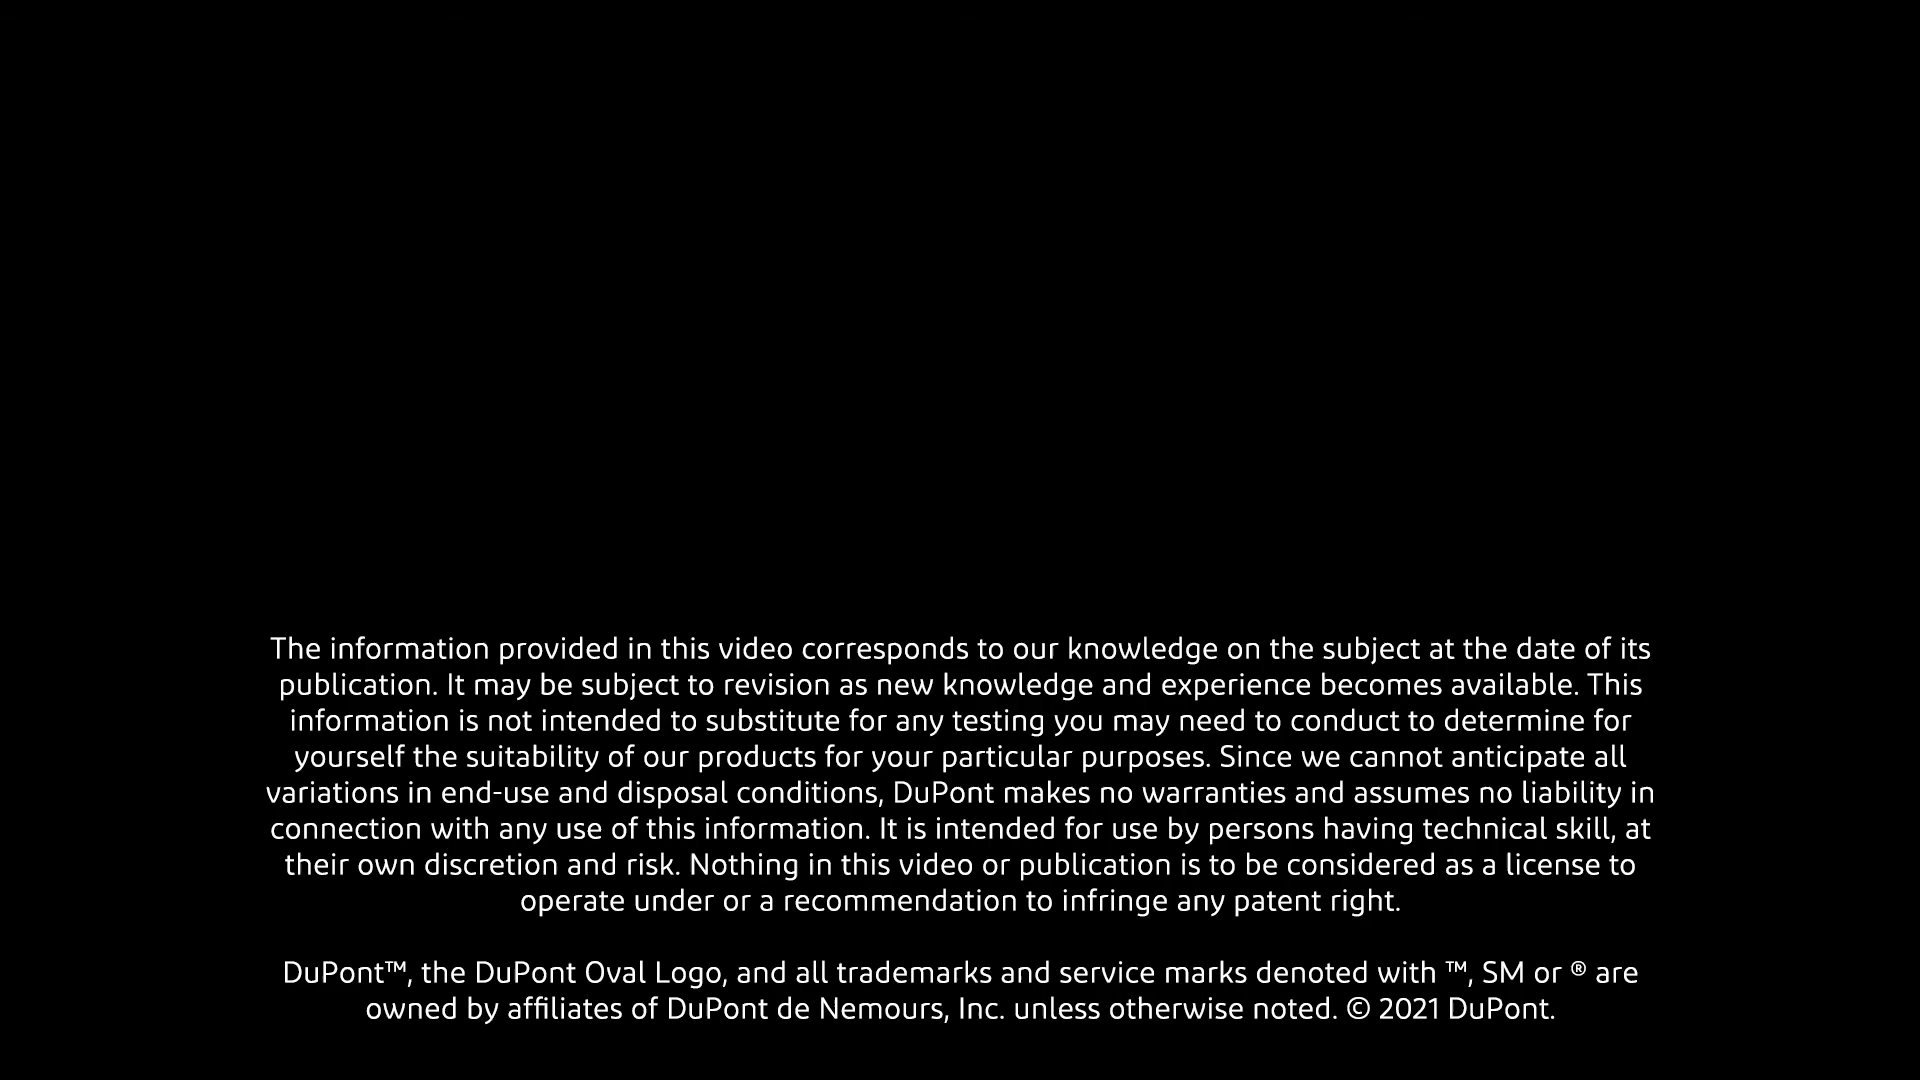 The information provided in this video corresponds to our knowledge on the subject at the date of its
publication. It may be subject to revision as new knowledge and experience becomes available. This
information is not intended to substitute for any testing you may need to conduct to determine for
yourself the suitability of our products for your particular purposes. Since we cannot anticipate all
variations in end-use and disposal conditions, DuPont makes no warranties and assumes no liability in
connection with any use of this information. It is intended for use by persons having technical skill, at
their own discretion and risk. Nothing in this video or publication is to be considered as a license to
operate under or a recommendation to infringe any patent right.
DuPont™, the DuPont Oval Logo, and all trademarks and service marks denoted with ™, SM or ® are
owned by affiliates of DuPont de Nemours, Inc. unless otherwise noted. © 2021 DuPont.